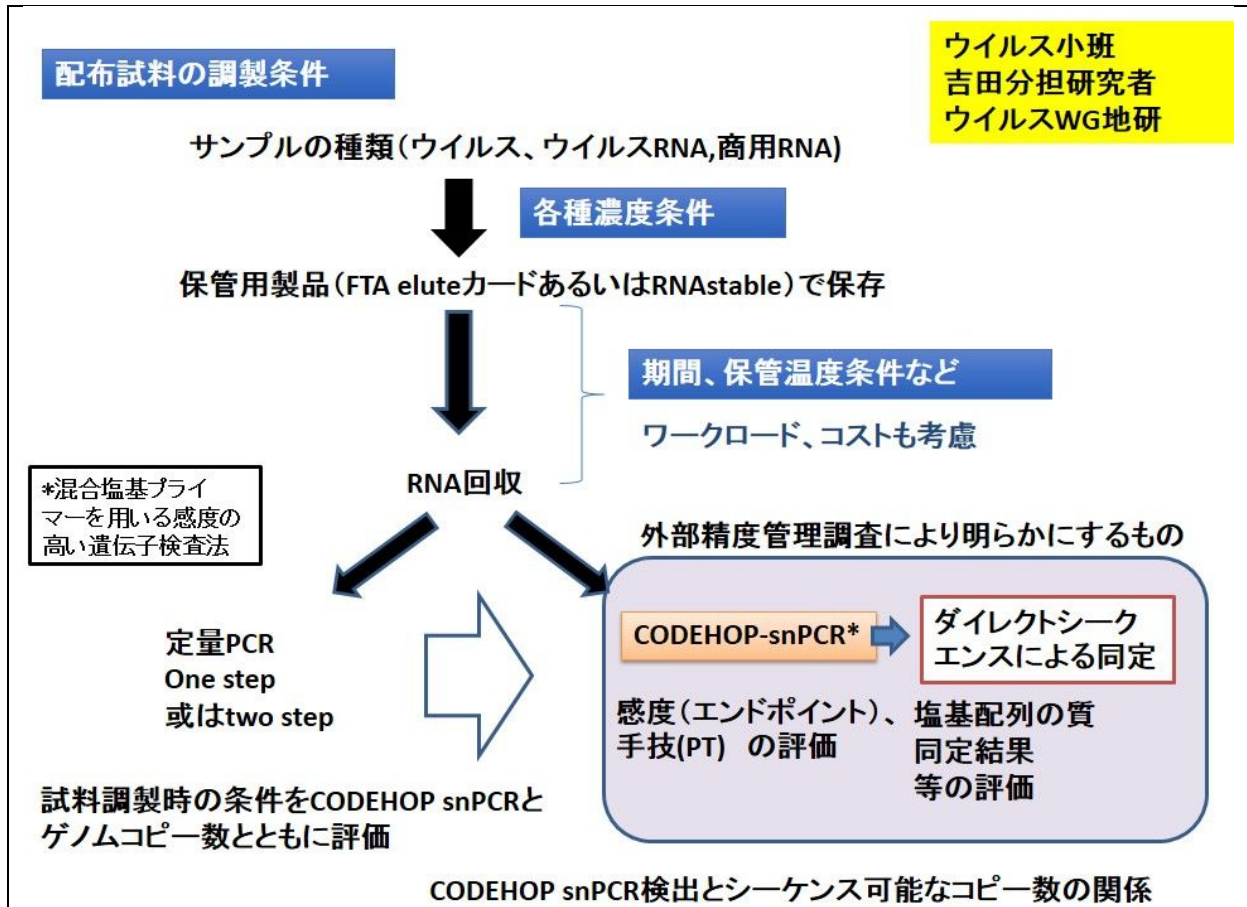 配布試料の調製条件
ウイルス小班
吉田分担研究者
ウイルスWG地研
サンプルの種類（ウイルス、ウイルスRNA,商用RNA)
各種濃度条件
保管用製品（FTA eluteカードあるいはRNAstable）で保存
期間、保管温度条件など
ワークロード、コストも考慮
RNA回収
*混合塩基プライ
マーを用いる感度の
高い遺伝子検査法
外部精度管理調査により明らかにするもの
定量PCR
One step
或はtwo step
CODEHOP-snPCR*
ダイレクトシーク
エンスによる同定
感度（エンドポイント）、
手技(PT) の評価
塩基配列の質
同定結果
等の評価
試料調製時の条件をCODEHOP snPCRと
ゲノムコピー数とともに評価
CODEHOP snPCR検出とシーケンス可能なコピー数の関係